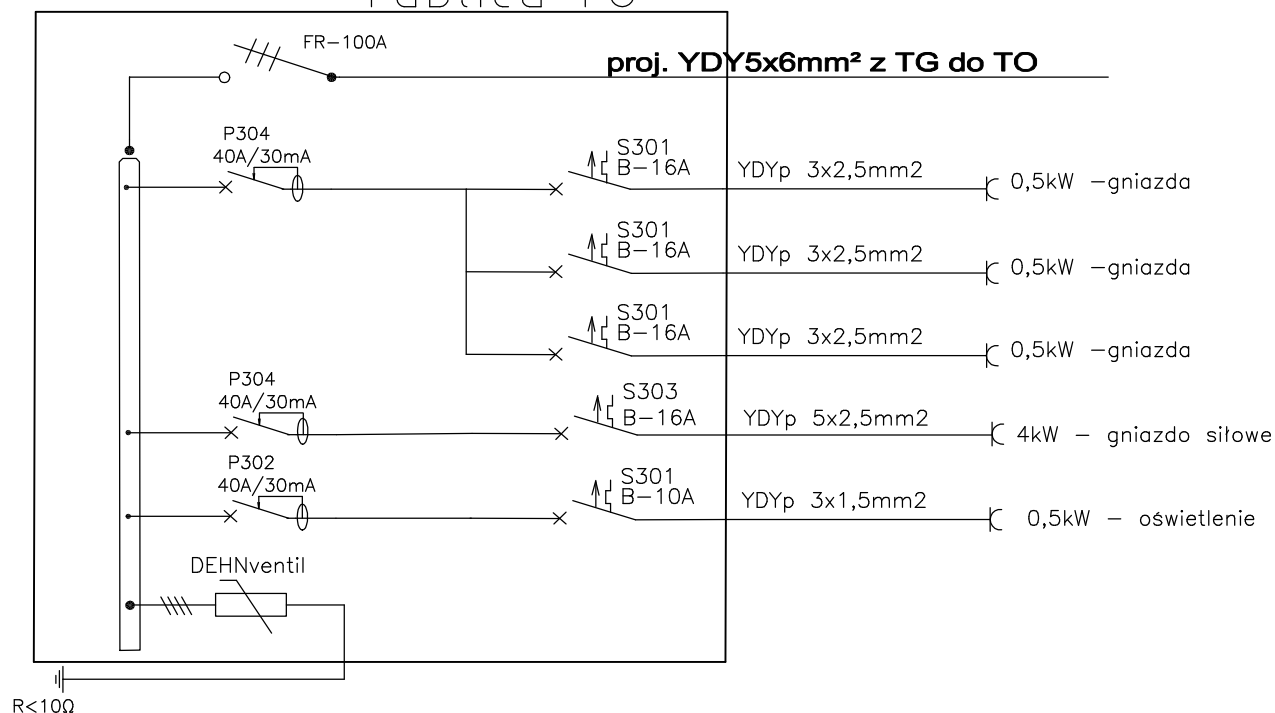 Tablica TO
FR-100A
proj. YDY5x6mm² z TG do TO
P304
40A/30mA
S301
B-16A
YDYp 3x2,5mm2
0,5kW -gniazda
S301
B-16A
YDYp 3x2,5mm2
0,5kW -gniazda
S301
B-16A
YDYp 3x2,5mm2
0,5kW -gniazda
P304
40A/30mA
S303
B-16A
YDYp 5x2,5mm2
4kW - gniazdo siłowe
P302
40A/30mA
S301
B-10A
YDYp 3x1,5mm2
0,5kW - oświetlenie
DEHNventil
R<10Ω